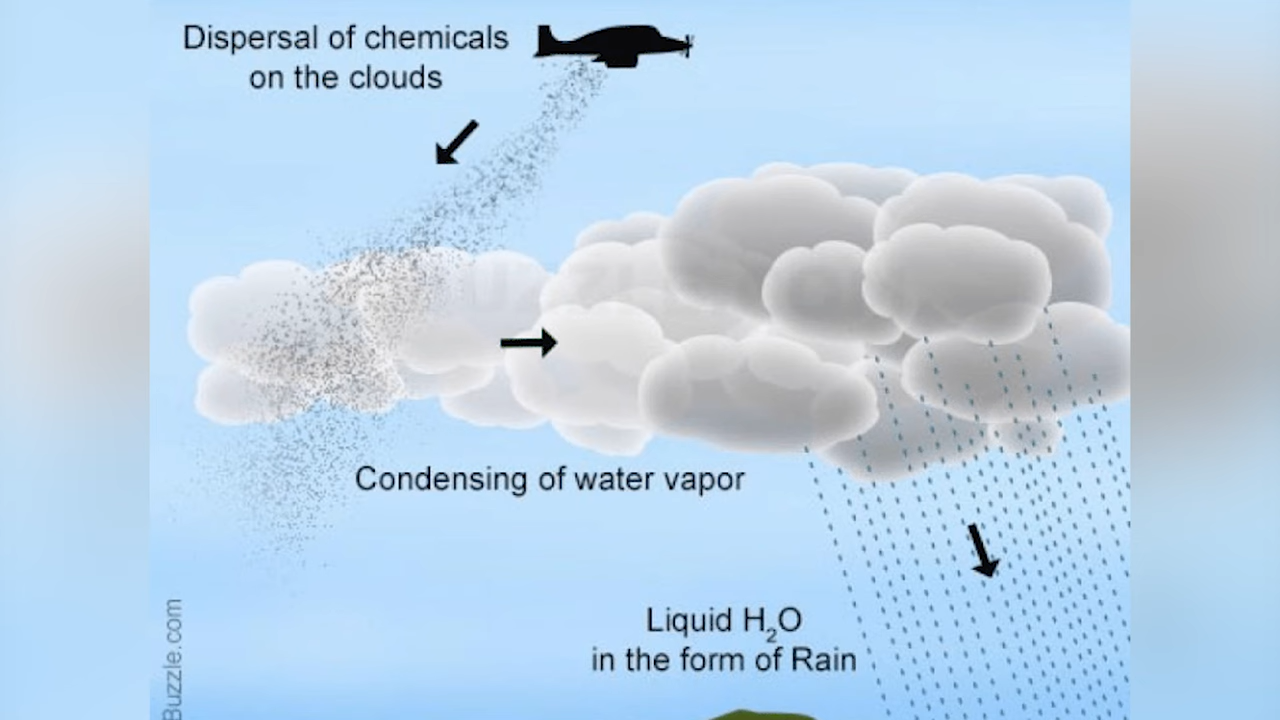 Dispersal of chemicals
on the clouds
Condensing of water vapor
Liquid H₂O
in the form of Rain
Buzzle.com